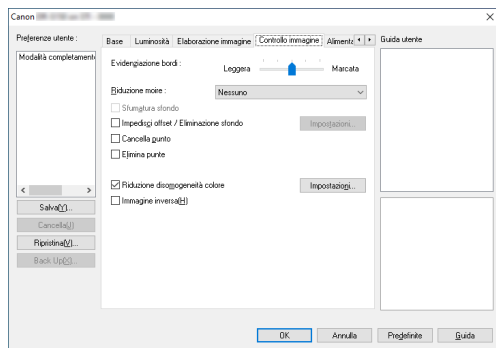 Canon
Preferenze utente :
Modalità completament
Salva(Y)...
Cancella(J)
Ripristina(V)...
Back Up(K)...
Base Luminosità Elaborazione immagine Controllo immagine Alimenta
Evidenziazione bordi :
Leggera Marcata
Riduzione moire : Nessuno
Sfumatura sfondo
Impedisci offset / Eliminazione sfondo Impostazioni...
Cancella punto
Elimina punte
Riduzione disomogeneità colore Impostazioni...
Immagine inversa(H)
Guida utente
OK Annulla Predefinite Guida